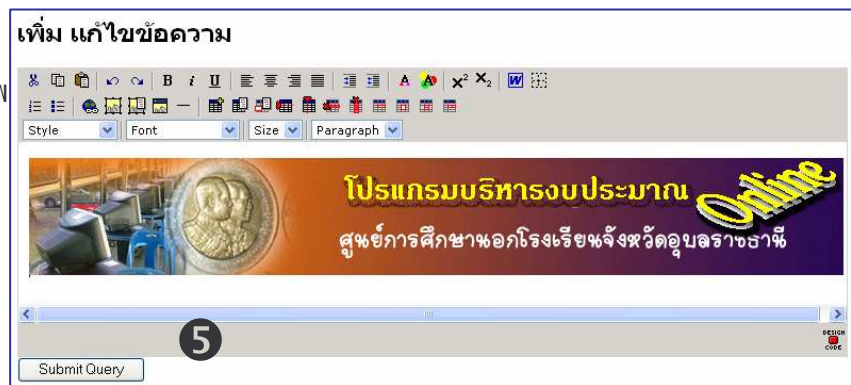 เพิ่ม แก้ไขข้อความ
N
B i U A X² X₂ W
Style Font Size Paragraph
โปรแกรมบริหารงบประมาณ Online
ศูนย์การศึกษานอกโรงเรียนจังหวัดอุบลราชธานี
5
DESIGN
CODE
Submit Query